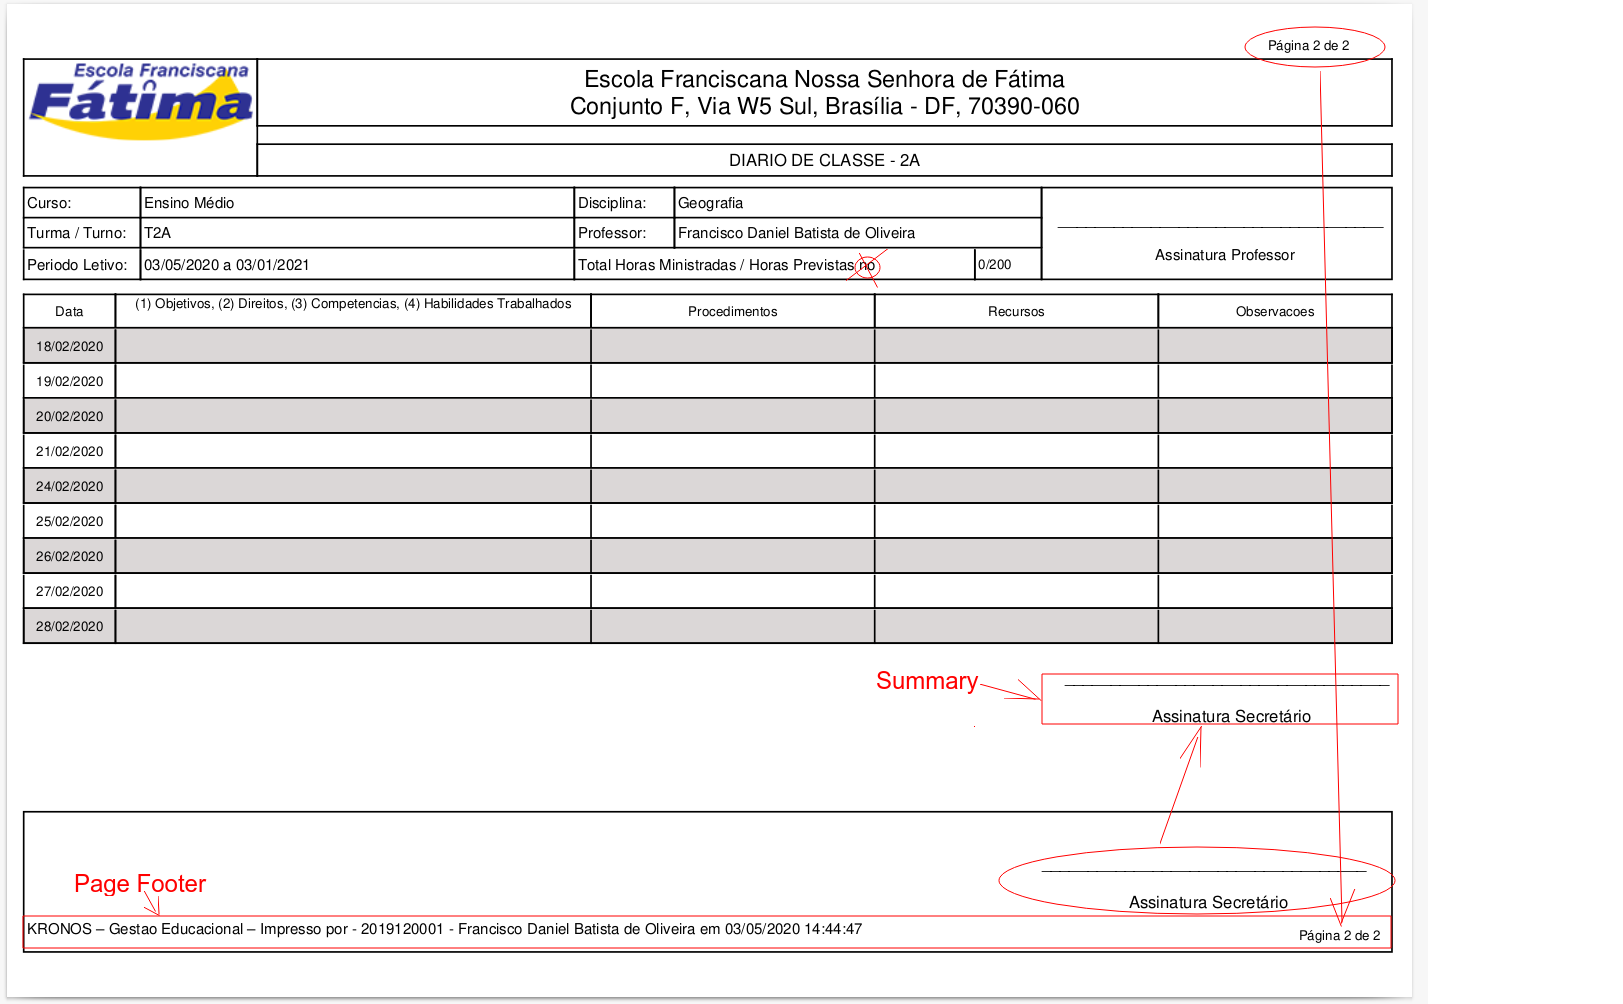 Página 2 de 2
Escola Franciscana
Fátima
Escola Franciscana Nossa Senhora de Fátima
Conjunto F, Via W5 Sul, Brasília - DF, 70390-060
DIARIO DE CLASSE - 2A
Curso: Ensino Médio Disciplina: Geografia
Turma / Turno: T2A Professor: Francisco Daniel Batista de Oliveira
Assinatura Professor
Periodo Letivo: 03/05/2020 a 03/01/2021 Total Horas Ministradas / Horas Previstas no 0/200
Data (1) Objetivos, (2) Direitos, (3) Competencias, (4) Habilidades Trabalhados Procedimentos Recursos Observacoes
18/02/2020
19/02/2020
20/02/2020
21/02/2020
24/02/2020
25/02/2020
26/02/2020
27/02/2020
28/02/2020
Summary
Assinatura Secretário
Page Footer
Assinatura Secretário
KRONOS – Gestao Educacional – Impresso por - 2019120001 - Francisco Daniel Batista de Oliveira em 03/05/2020 14:44:47
Página 2 de 2